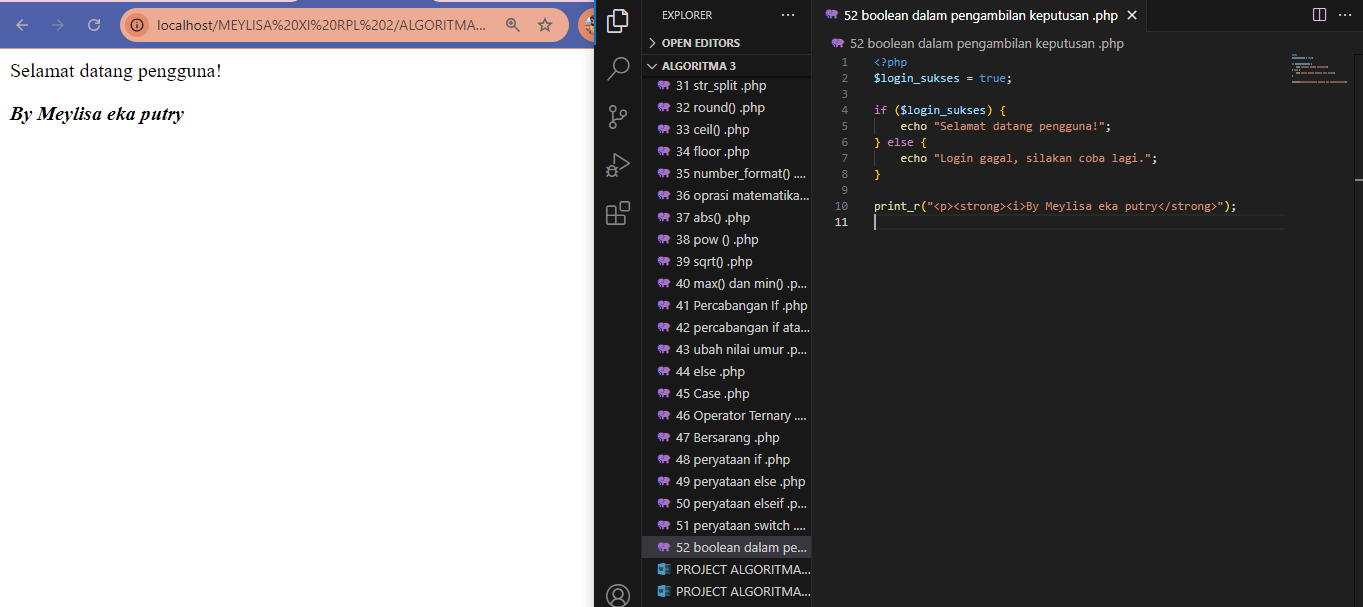 localhost/MEYLISA%20XI%20RPL%202/ALGORITMA...
Selamat datang pengguna!
By Meylisa eka putry
EXPLORER
OPEN EDITORS
ALGORITMA 3
31 str_split .php
32 round() .php
33 ceil() .php
34 floor .php
35 number_format() ....
36 oprasi matematika...
37 abs() .php
38 pow () .php
39 sqrt() .php
40 max() dan min() .p...
41 Percabangan If .php
42 percabangan if ata...
43 ubah nilai umur .p...
44 else .php
45 Case .php
46 Operator Ternary ....
47 Bersarang .php
48 peryataan if .php
49 peryataan else .php
50 peryataan elseif .p...
51 peryataan switch ....
52 boolean dalam pe...
PROJECT ALGORITMA...
PROJECT ALGORITMA...
52 boolean dalam pengambilan keputusan .php
52 boolean dalam pengambilan keputusan .php
1 <?php
2 $login_sukses = true;
3
4 if ($login_sukses) {
5 echo "Selamat datang pengguna!";
6 } else {
7 echo "Login gagal, silakan coba lagi.";
8 }
9
10 print_r("<p><strong><i>By Meylisa eka putry</strong>");
11